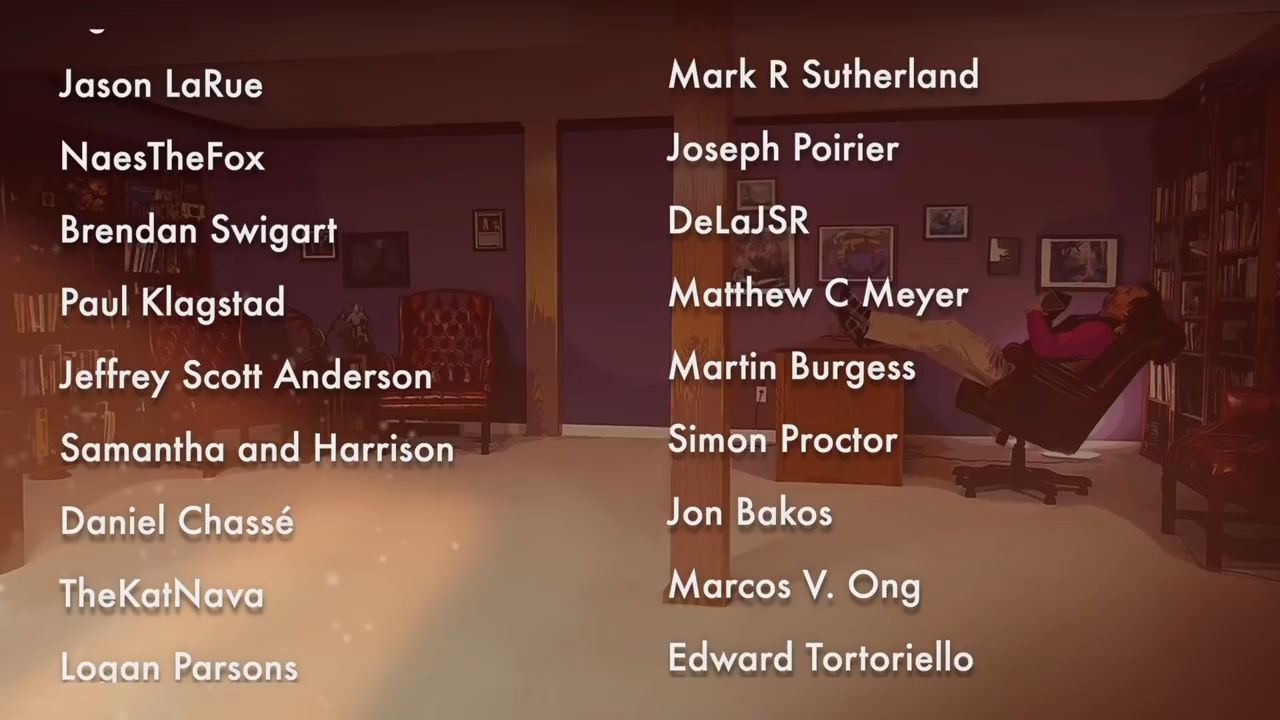 Jason LaRue
NaesTheFox
Brendan Swigart
Paul Klagstad
Jeffrey Scott Anderson
Samantha and Harrison
Daniel Chassé
TheKatNava
Logan Parsons
Mark R Sutherland
Joseph Poirier
DeLaJSR
Matthew C Meyer
Martin Burgess
Simon Proctor
Jon Bakos
Marcos V. Ong
Edward Tortoriello